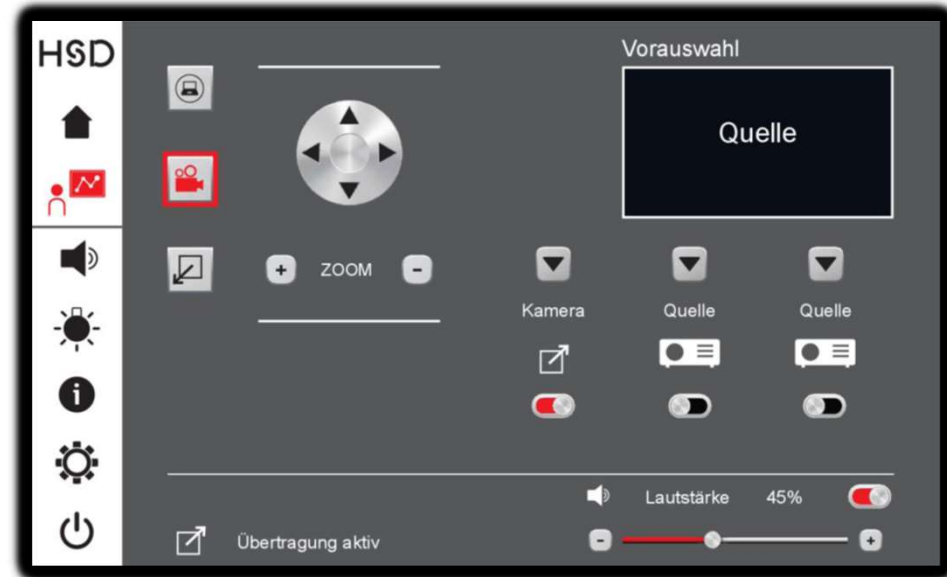 HSD
Vorauswahl
Quelle
ZOOM
Kamera
Quelle
Quelle
Lautstärke 45%
Übertragung aktiv